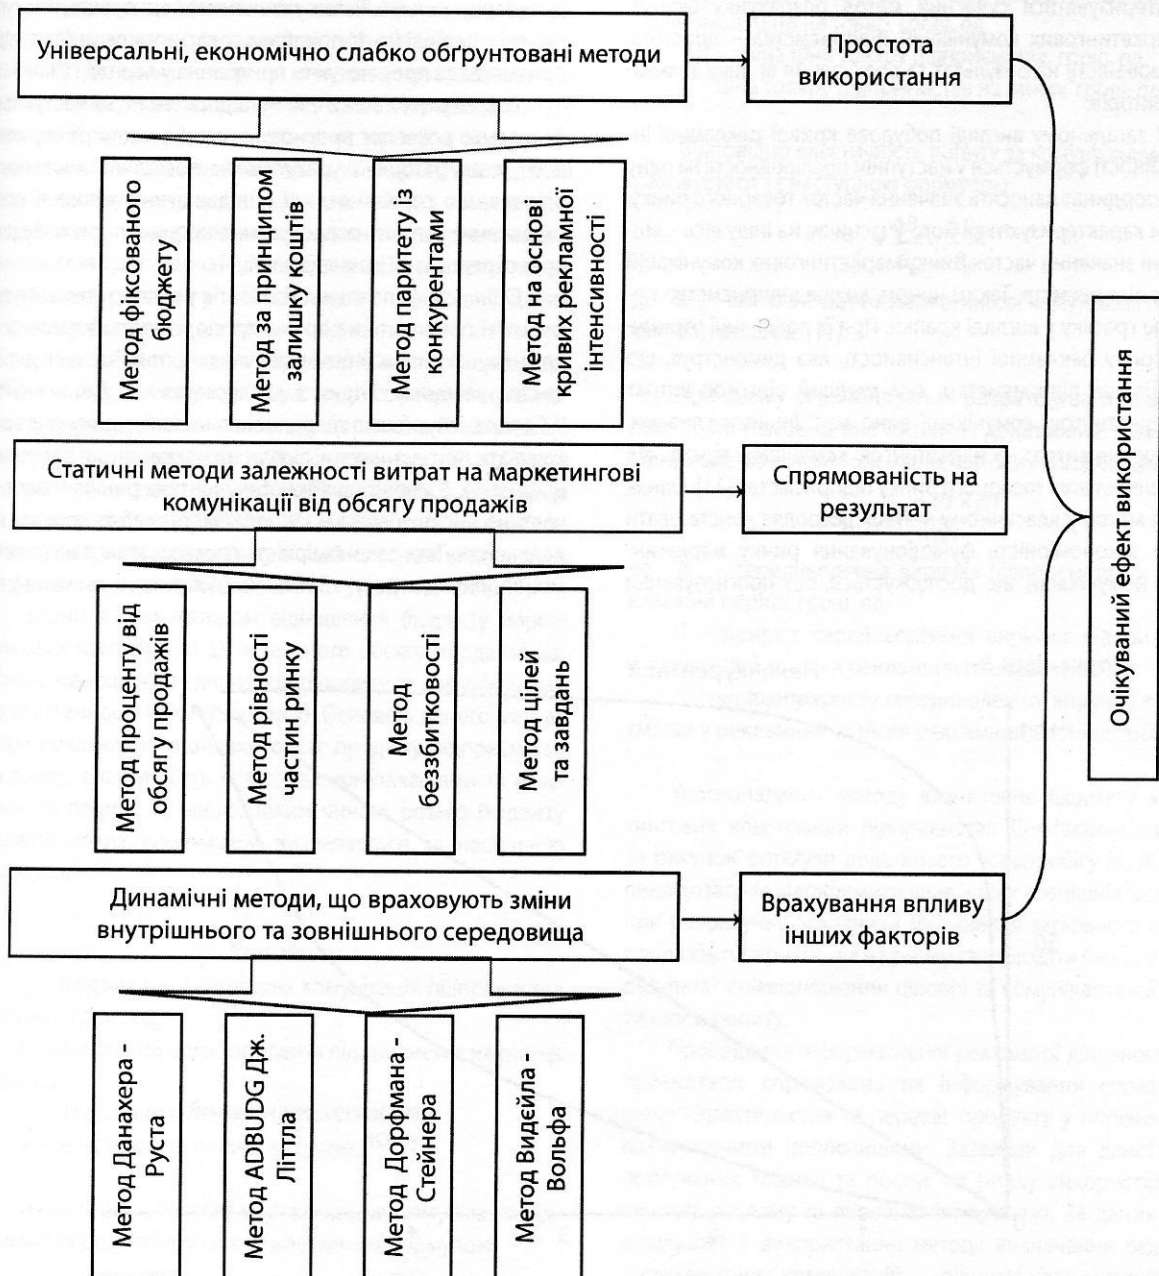 Універсальні, економічно слабко обґрунтовані методи
Простота
використання
Метод фіксованого
бюджету
Метод за принципом
залишку коштів
Метод паритету із
конкурентами
Метод на основі
кривих рекламної
інтенсивності
Статичні методи залежності витрат на маркетингові
комунікації від обсягу продажів
Спрямованість на
результат
Метод проценту від
обсягу продажів
Метод рівності
частин ринку
Метод
беззбитковості
Метод цілей
та завдань
Динамічні методи, що враховують зміни
внутрішнього та зовнішнього середовища
Врахування впливу
інших факторів
Метод Данахера -
Руста
Метод ADBUDG Дж.
Літтла
Метод Дорфмана -
Стейнера
Метод Відейла -
Вольфа
Очікуваний ефект використання